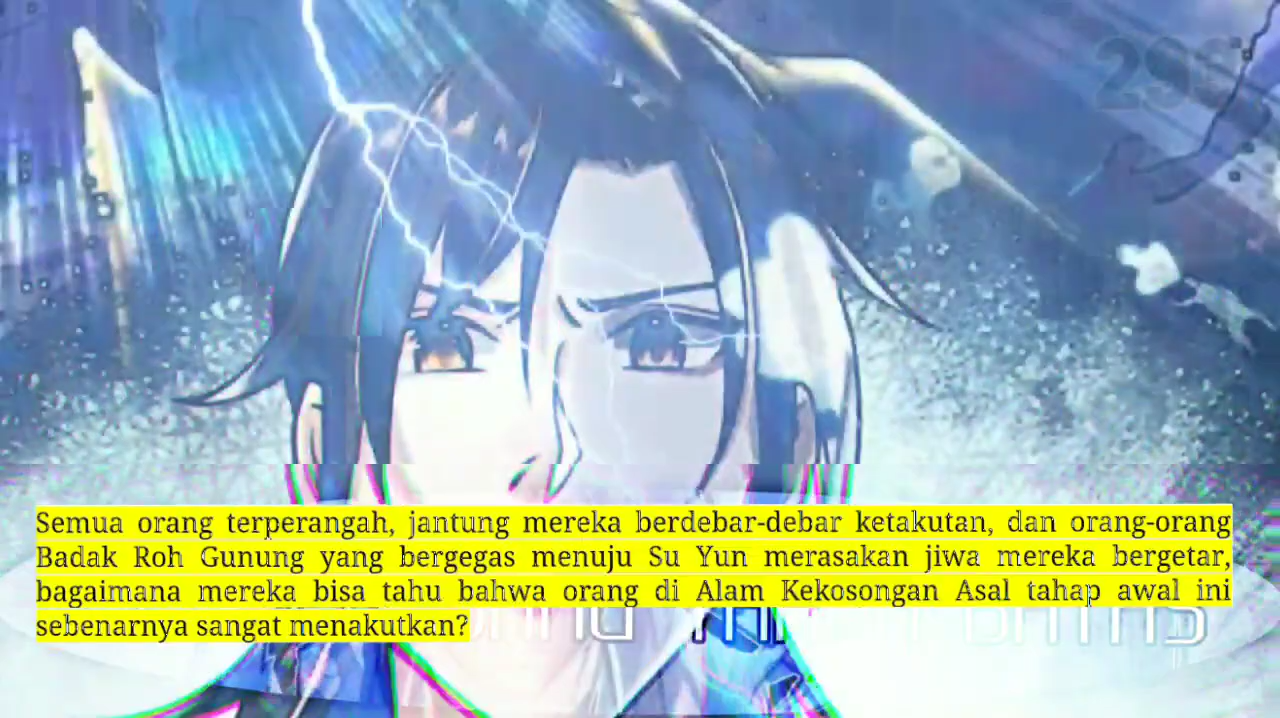 Semua orang terperangah, jantung mereka berdebar-debar ketakutan, dan orang-orang
Badak Roh Gunung yang bergegas menuju Su Yun merasakan jiwa mereka bergetar,
bagaimana mereka bisa tahu bahwa orang di Alam Kekosongan Asal tahap awal ini
sebenarnya sangat menakutkan?